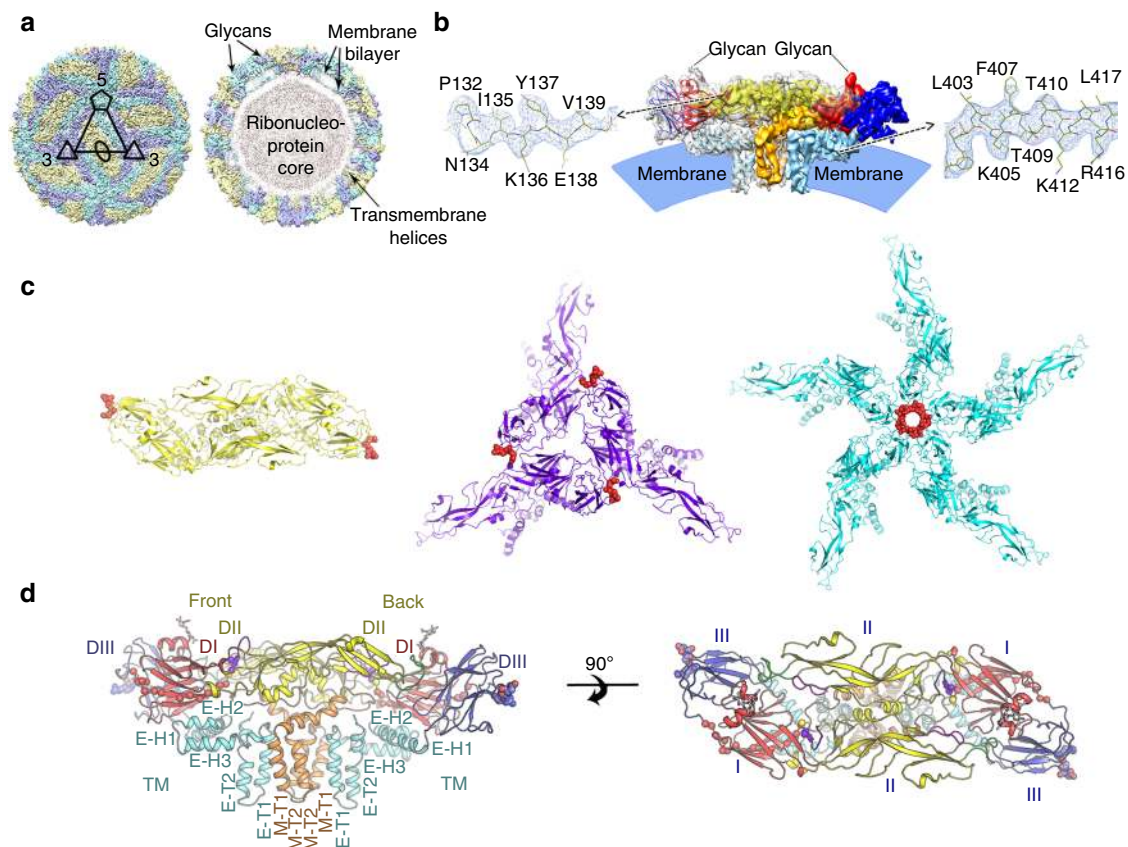 a
Glycans
Membrane
bilayer
5
3
3
Ribonucleo-
protein
core
Transmembrane
helices
b
Glycan Glycan
P132
I135
Y137
V139
N134
K136 E138
Membrane
Membrane
L403
F407
T410
L417
K405
T409
K412
R416
c
d
Front
Back
DIII
DI
DII
DII
DI
DIII
E-H2
E-H1
E-H3
TM
E-T2
E-T1
M-T1
M-T2
M-T2
M-T1
E-T1
E-T2
E-H2
E-H3
E-H1
TM
90°
III
II
I
I
II
III